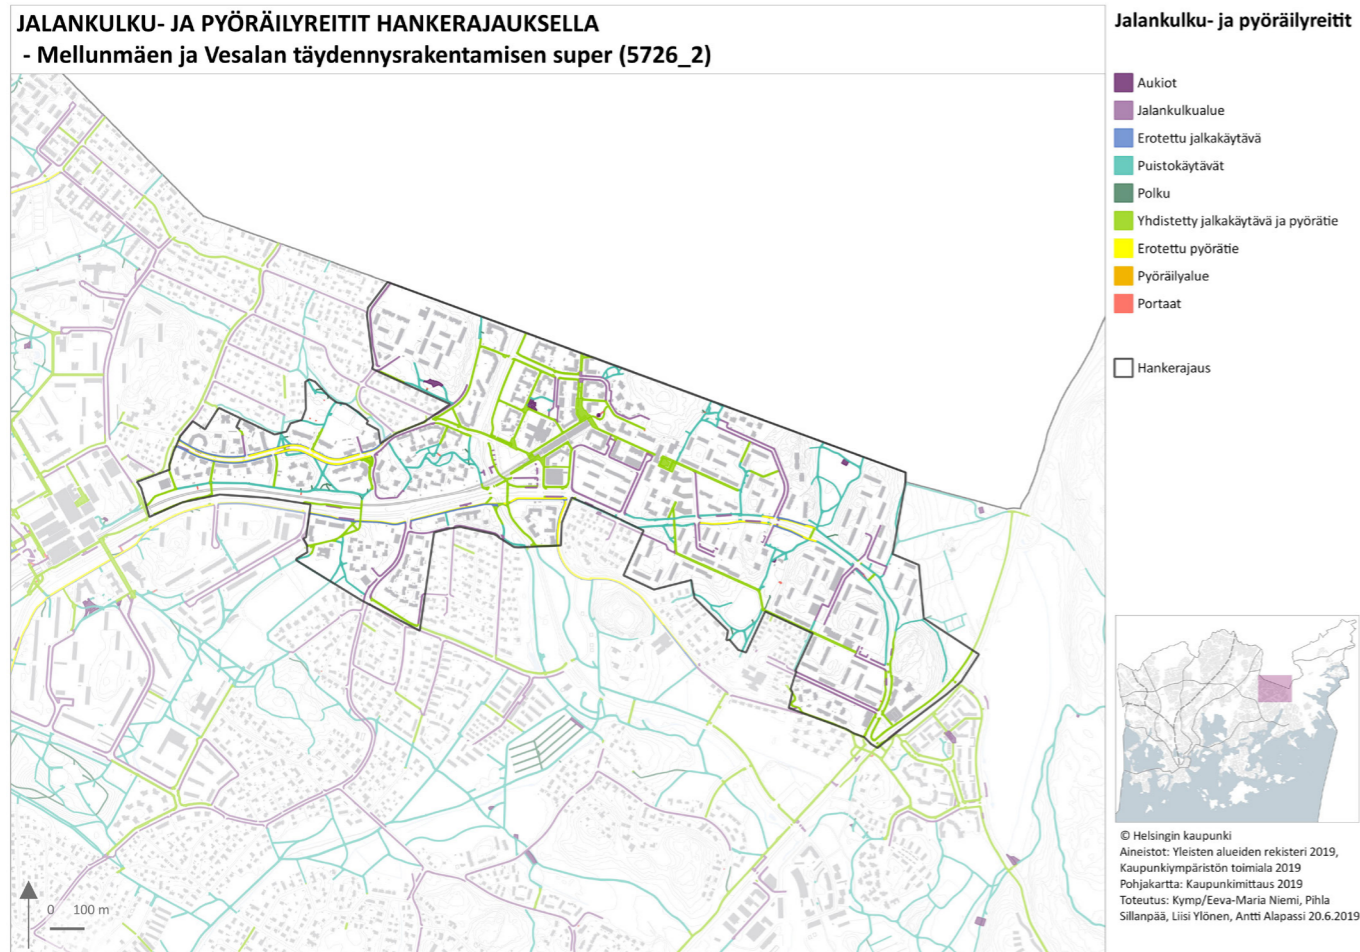 JALANKULKU- JA PYÖRÄILYREITIT HANKERAJAUKSELLA
- Mellunmäen ja Vesalan täydennysrakentamisen super (5726_2)
Jalankulku- ja pyöräilyreitit
Aukiot
Jalankulkualue
Erotettu jalkakäytävä
Puistokäytävät
Polku
Yhdistetty jalkakäytävä ja pyörätie
Erotettu pyörätie
Pyöräilyalue
Portaat
Hankerajaus
0 100 m
© Helsingin kaupunki
Aineistot: Yleisten alueiden rekisteri 2019,
Kaupunkiympäristön toimiala 2019
Pohjakartta: Kaupunkimittaus 2019
Toteutus: Kymp/Eeva-Maria Niemi, Pihla
Sillanpää, Liisi Ylönen, Antti Alapassi 20.6.2019